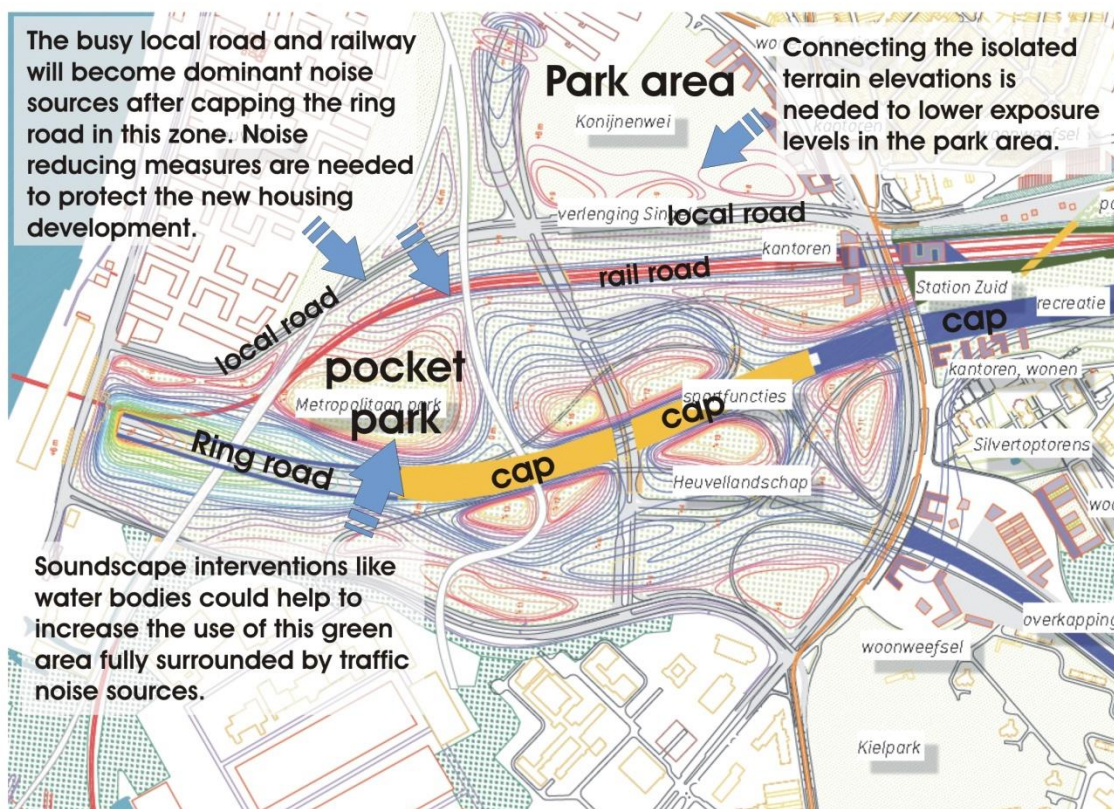 The busy local road and railway
will become dominant noise
sources after capping the ring
road in this zone. Noise
reducing measures are needed
to protect the new housing
development.
Park area
Konijnenwei
Connecting the isolated
terrain elevations is
needed to lower exposure
levels in the park area.
verlenging Singel
local road
kantoren
rail road
Station Zuid
recreatie
cap
local road
pocket
park
Metropolitaan park
sportfuncties
cap
kantoren, wonen
Ring road
cap
Heuvellandschap
Silvertoptorens
Soundscape interventions like
water bodies could help to
increase the use of this green
area fully surrounded by traffic
noise sources.
overkapping
woonweefsel
Kielpark